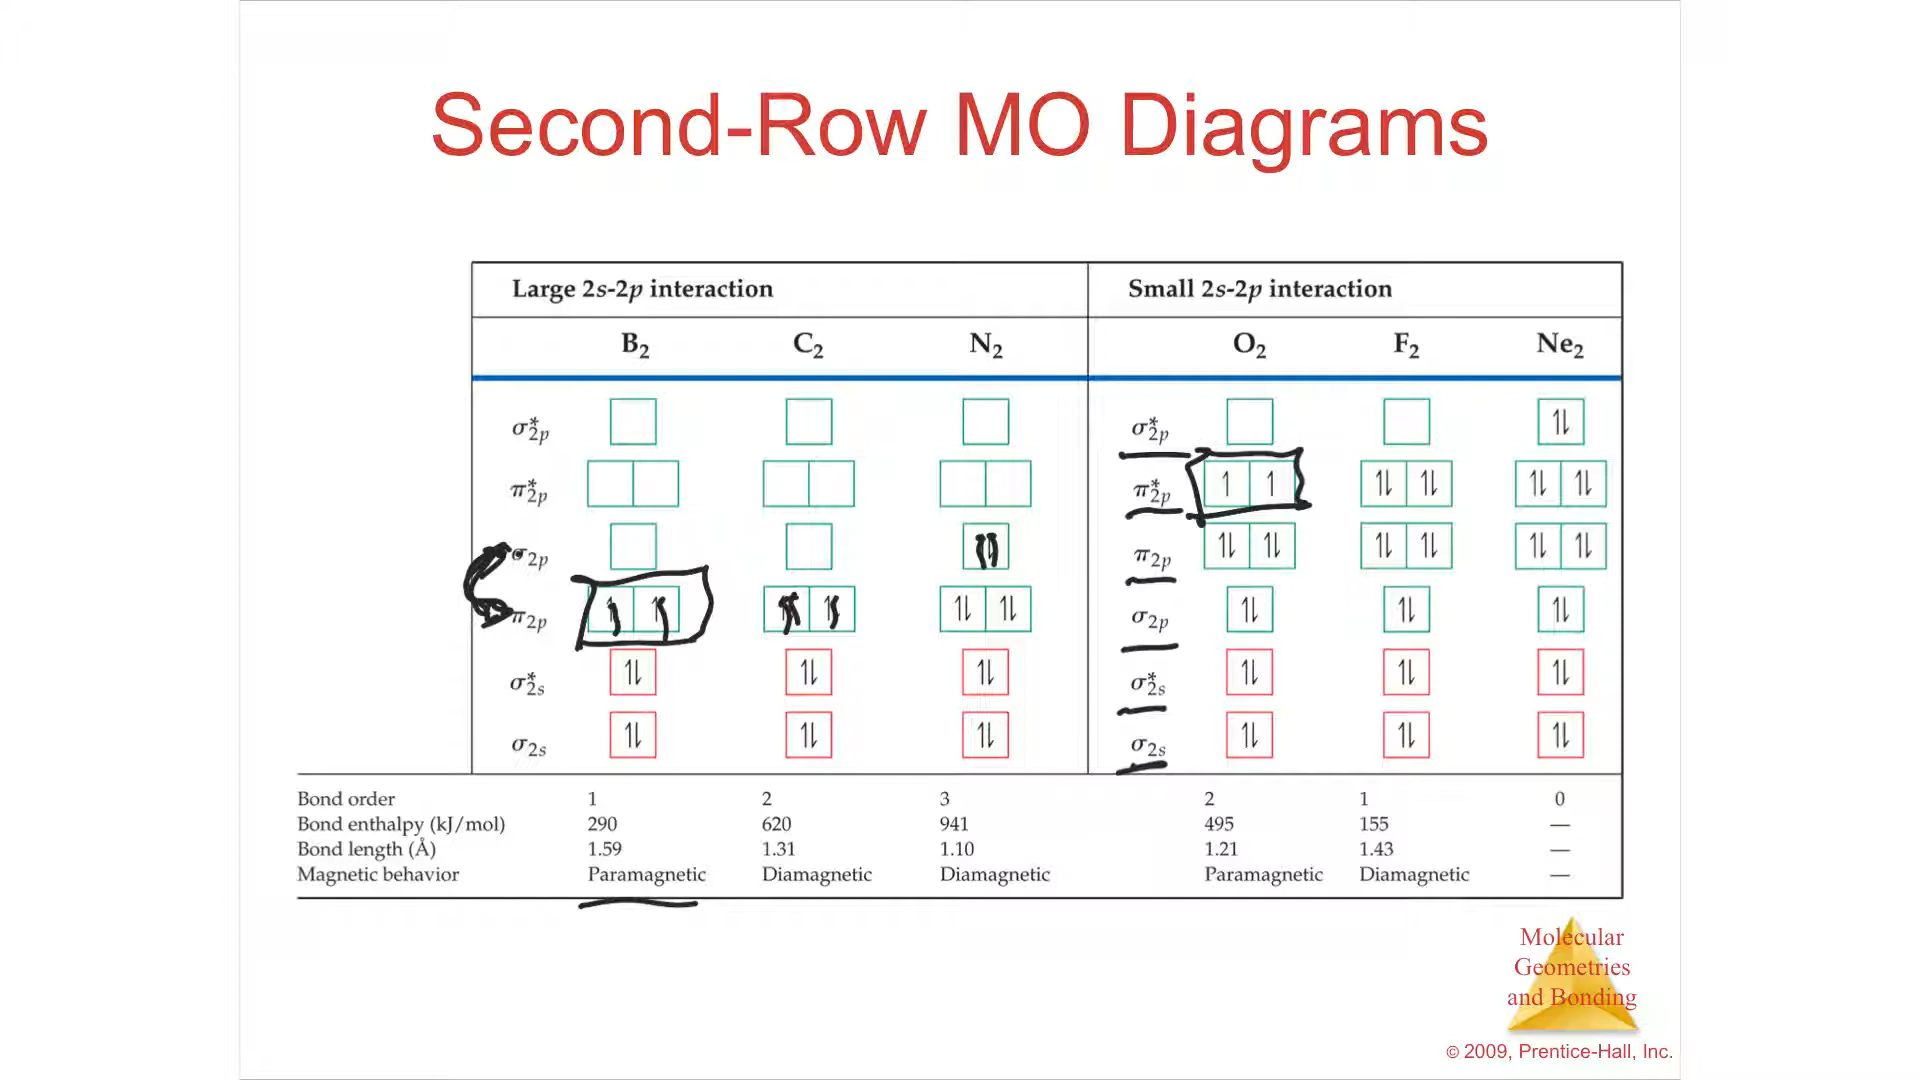 Second-Row MO Diagrams
Large 2s-2p interaction Small 2s-2p interaction
B₂ C₂ N₂ O₂ F₂ Ne₂
σ*2p σ*2p ⥮
π*2p π*2p 1 1 ⥮ ⥮ ⥮ ⥮
σ2p π2p ⥮ ⥮ ⥮ ⥮ ⥮ ⥮
π2p ⥮ ⥮ σ2p ⥮ ⥮ ⥮
σ*2s ⥮ ⥮ ⥮ σ*2s ⥮ ⥮ ⥮
σ2s ⥮ ⥮ ⥮ σ2s ⥮ ⥮ ⥮
Bond order 1 2 3 2 1 0
Bond enthalpy (kJ/mol) 290 620 941 495 155 —
Bond length (Å) 1.59 1.31 1.10 1.21 1.43 —
Magnetic behavior Paramagnetic Diamagnetic Diamagnetic Paramagnetic Diamagnetic —
Molecular
Geometries
and Bonding
© 2009, Prentice-Hall, Inc.